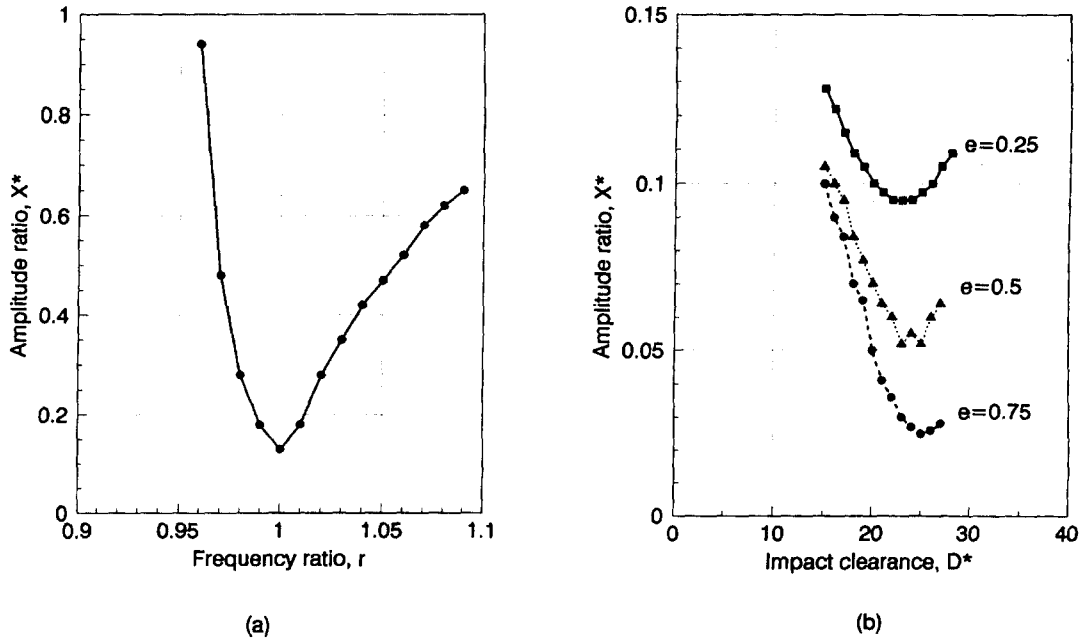 1
0.8
0.6
0.4
0.2
0
Amplitude ratio, X*
0.9
0.95
1
1.05
1.1
Frequency ratio, r
(a)
0.15
0.1
0.05
0
Amplitude ratio, X*
e=0.25
e=0.5
e=0.75
0
10
20
30
40
Impact clearance, D*
(b)